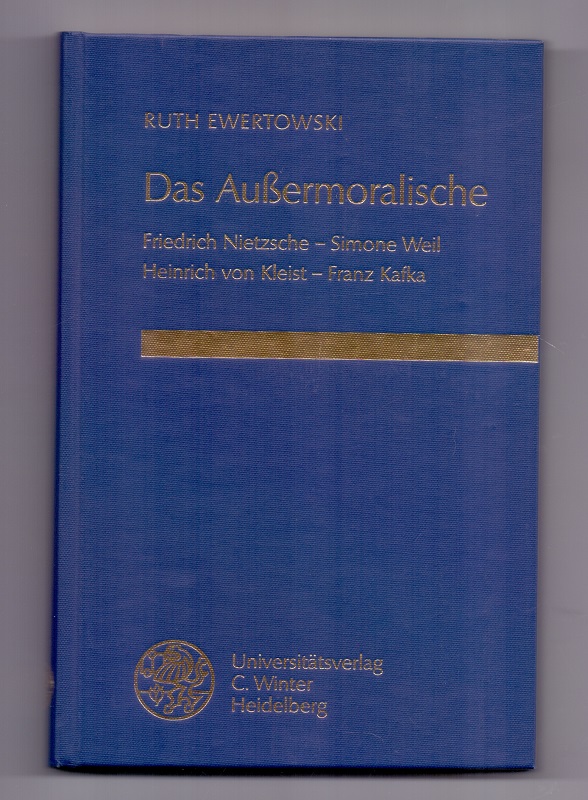 RUTH EWERTOWSKI
Das Außermoralische
Friedrich Nietzsche – Simone Weil
Heinrich von Kleist – Franz Kafka
Universitätsverlag
C. Winter
Heidelberg